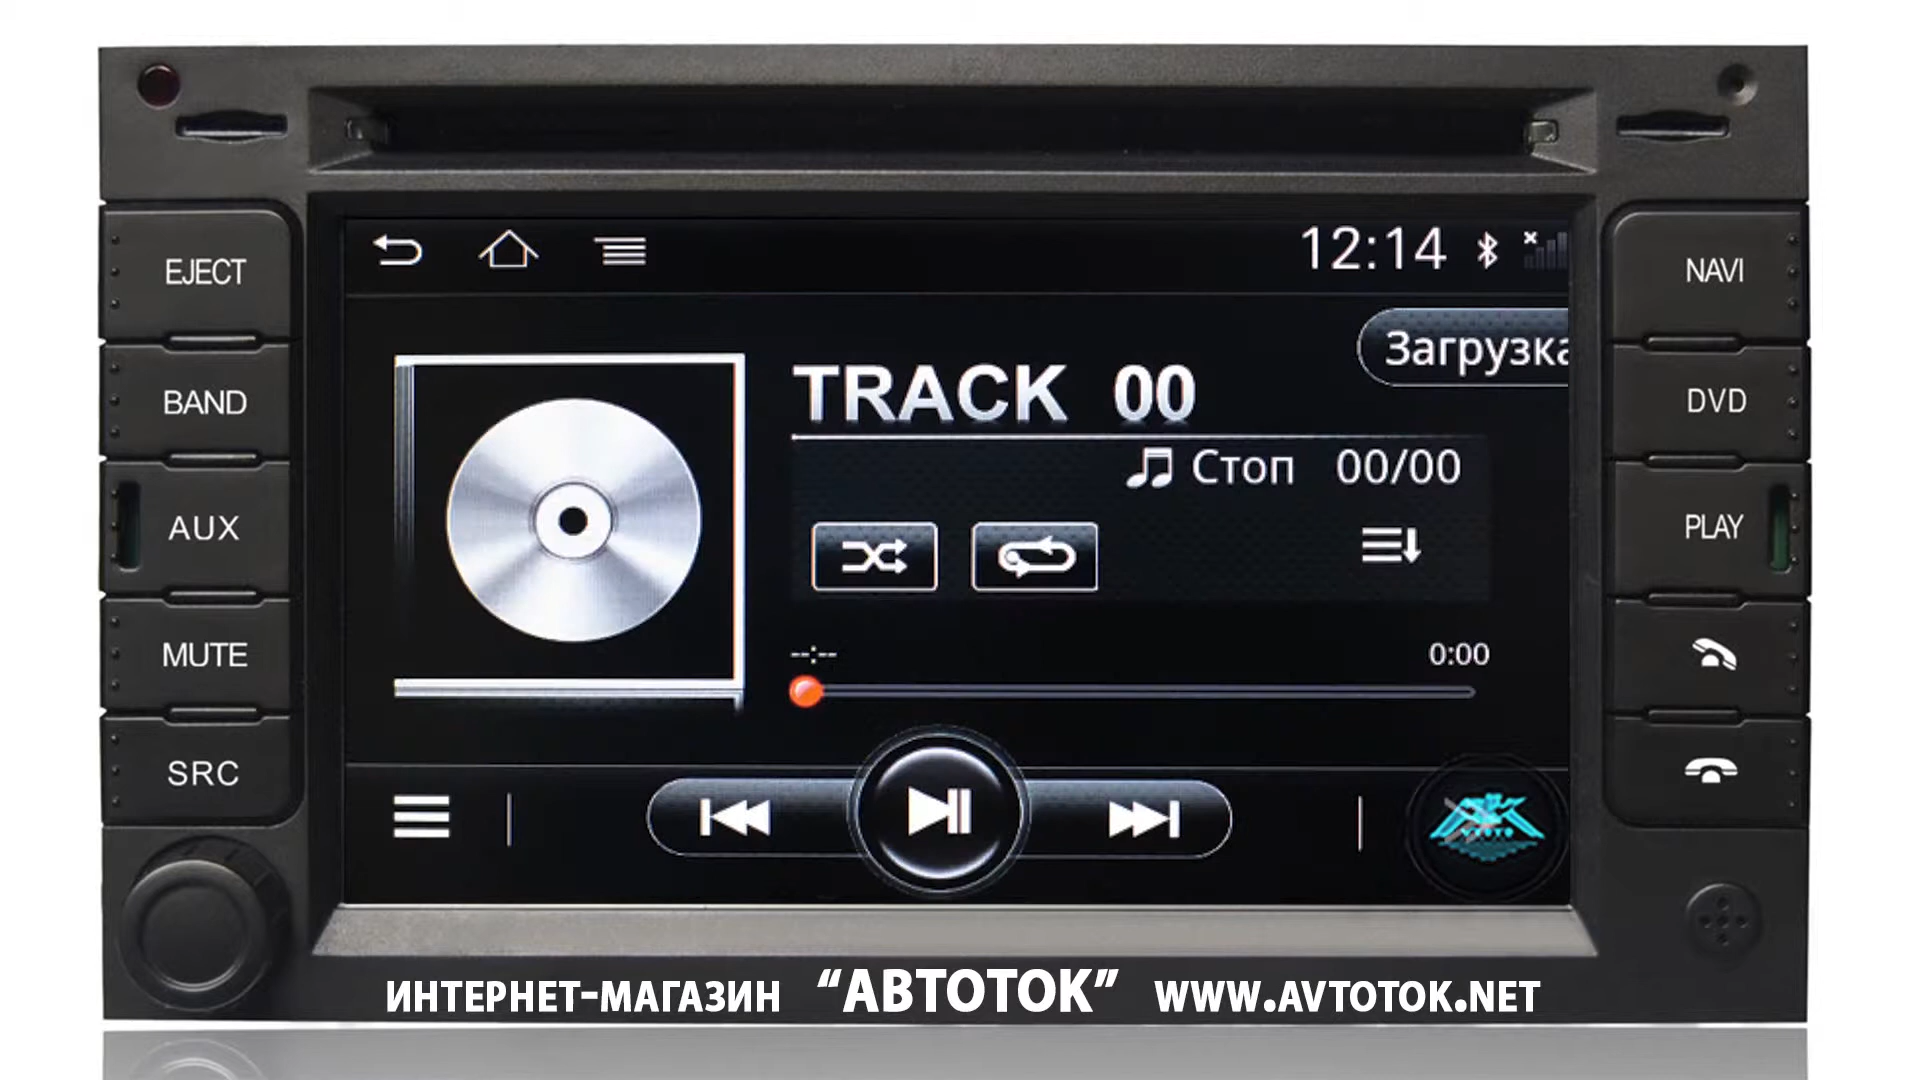 EJECT
BAND
AUX
MUTE
SRC
12:14
Загрузка
TRACK 00
Стоп 00/00
--:--
0:00
NAVI
DVD
PLAY
ИНТЕРНЕТ-МАГАЗИН “АВТОТОК” WWW.AVTOTOK.NET